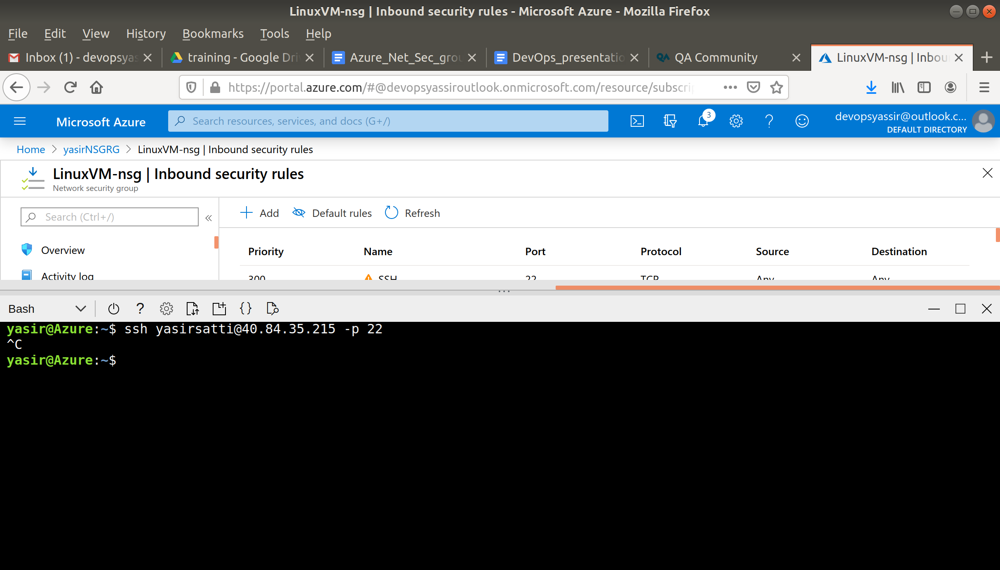 LinuxVM-nsg | Inbound security rules - Microsoft Azure - Mozilla Firefox
File Edit View History Bookmarks Tools Help
Inbox (1) - devopsyas training - Google Dri Azure_Net_Sec_grou DevOps_presentatio QA Community LinuxVM-nsg | Inbou
https://portal.azure.com/#@devopsyassiroutlook.onmicrosoft.com/resource/subscrip
Microsoft Azure Search resources, services, and docs (G+/) 3 devopsyassir@outlook.c...
DEFAULT DIRECTORY
Home > yasirNSGRG > LinuxVM-nsg | Inbound security rules
LinuxVM-nsg | Inbound security rules
Network security group
Search (Ctrl+/) « + Add Default rules Refresh
Overview Priority Name Port Protocol Source Destination
Activity log 300 SSH 22 TCP Any Any
Bash
yasir@Azure:~$ ssh yasirsatti@40.84.35.215 -p 22
^C
yasir@Azure:~$